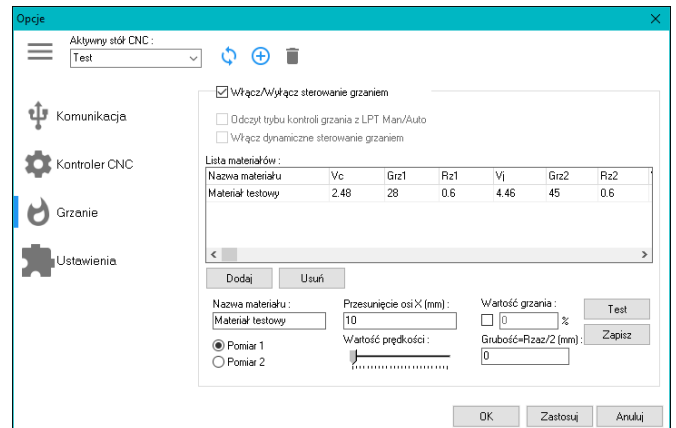 Opcje
Aktywny stół CNC :
Test
Komunikacja
Kontroler CNC
Grzanie
Ustawienia
Włącz/Wyłącz sterowanie grzaniem
Odczyt trybu kontroli grzania z LPT Man/Auto
Włącz dynamiczne sterowanie grzaniem
Lista materiałów :
Nazwa materiału Vc Grz1 Rz1 Vj Grz2 Rz2
Materiał testowy 2.48 28 0.6 4.46 45 0.6
Dodaj Usuń
Nazwa materiału : Przesunięcie osi X (mm) : Wartość grzania : Test
Materiał testowy 10 0 %
Pomiar 1 Wartość prędkości : Grubość=Rzaz/2 (mm) : Zapisz
Pomiar 2 0
OK Zastosuj Anuluj